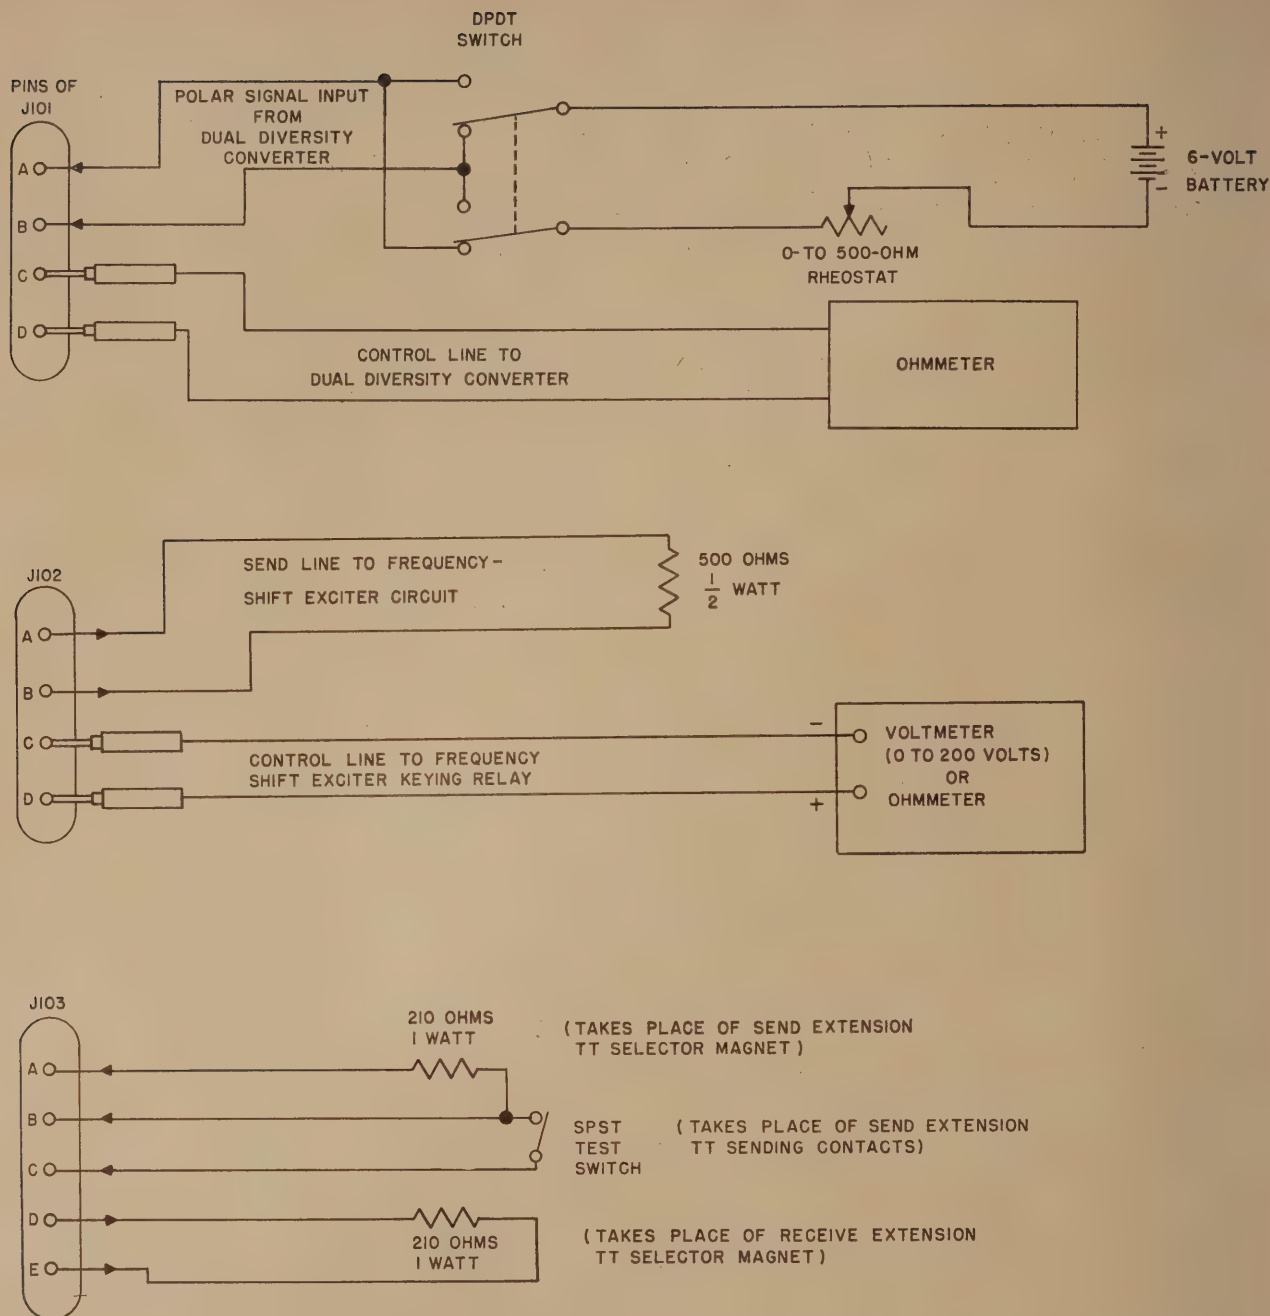 DPDT
SWITCH
PINS OF
J101
POLAR SIGNAL INPUT
FROM
DUAL DIVERSITY
CONVERTER
A
B
C
D
+
-
6-VOLT
BATTERY
0-TO 500-OHM
RHEOSTAT
CONTROL LINE TO
DUAL DIVERSITY CONVERTER
OHMMETER
J102
SEND LINE TO FREQUENCY-
SHIFT EXCITER CIRCUIT
500 OHMS
1/2 WATT
A
B
C
D
CONTROL LINE TO FREQUENCY
SHIFT EXCITER KEYING RELAY
-
+
VOLTMETER
(0 TO 200 VOLTS)
OR
OHMMETER
J103
210 OHMS
1 WATT
(TAKES PLACE OF SEND EXTENSION
TT SELECTOR MAGNET)
A
B
C
D
E
SPST
TEST
SWITCH
(TAKES PLACE OF SEND EXTENSION
TT SENDING CONTACTS)
210 OHMS
1 WATT
(TAKES PLACE OF RECEIVE EXTENSION
TT SELECTOR MAGNET)